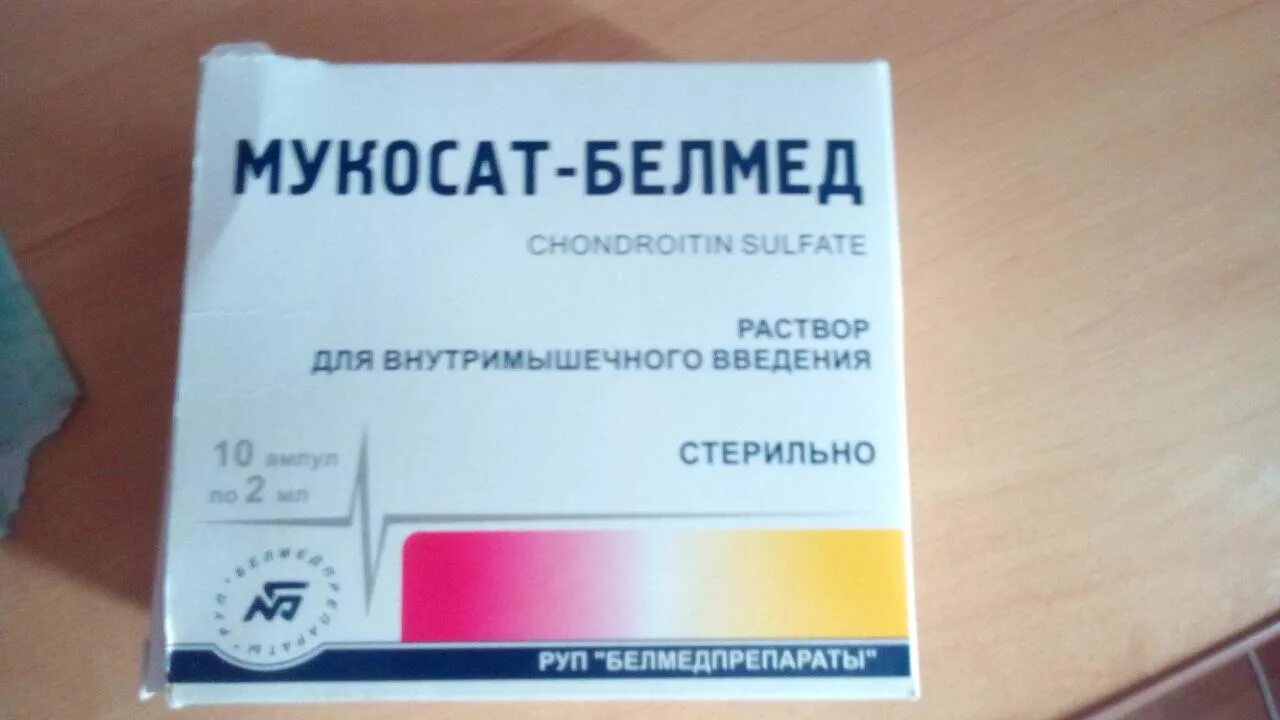 МУКОСАТ-БЕЛМЕД
CHONDROITIN SULFATE
РАСТВОР
ДЛЯ ВНУТРИМЫШЕЧНОГО ВВЕДЕНИЯ
СТЕРИЛЬНО
10 ампул
по 2 мл
РУП "БЕЛМЕДПРЕПАРАТЫ"
РУП "БЕЛМЕДПРЕПАРАТЫ"